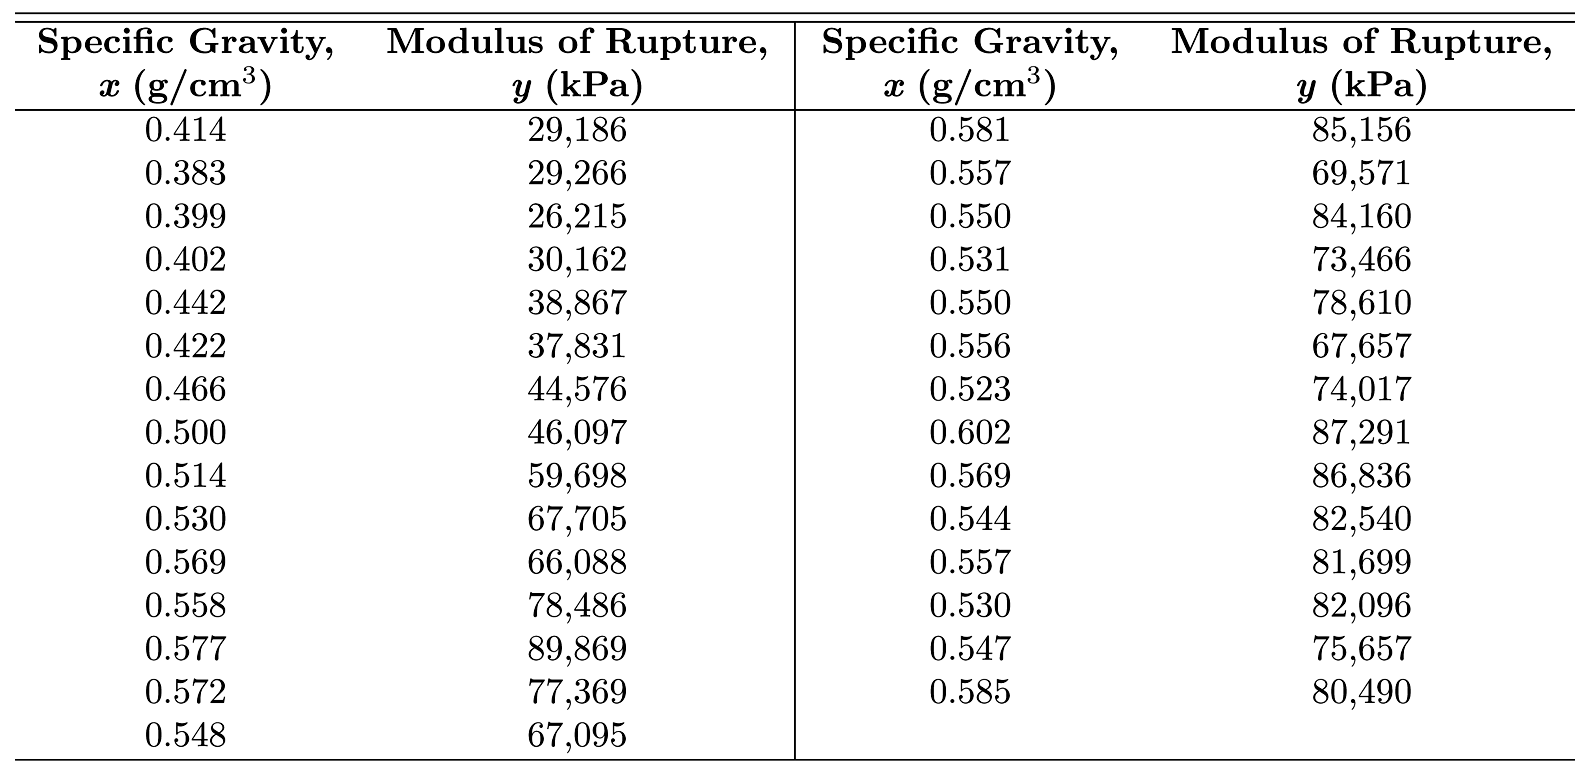 Specific Gravity, Modulus of Rupture, Specific Gravity, Modulus of Rupture,
x (g/cm³) y (kPa) x (g/cm³) y (kPa)
0.414 29,186 0.581 85,156
0.383 29,266 0.557 69,571
0.399 26,215 0.550 84,160
0.402 30,162 0.531 73,466
0.442 38,867 0.550 78,610
0.422 37,831 0.556 67,657
0.466 44,576 0.523 74,017
0.500 46,097 0.602 87,291
0.514 59,698 0.569 86,836
0.530 67,705 0.544 82,540
0.569 66,088 0.557 81,699
0.558 78,486 0.530 82,096
0.577 89,869 0.547 75,657
0.572 77,369 0.585 80,490
0.548 67,095